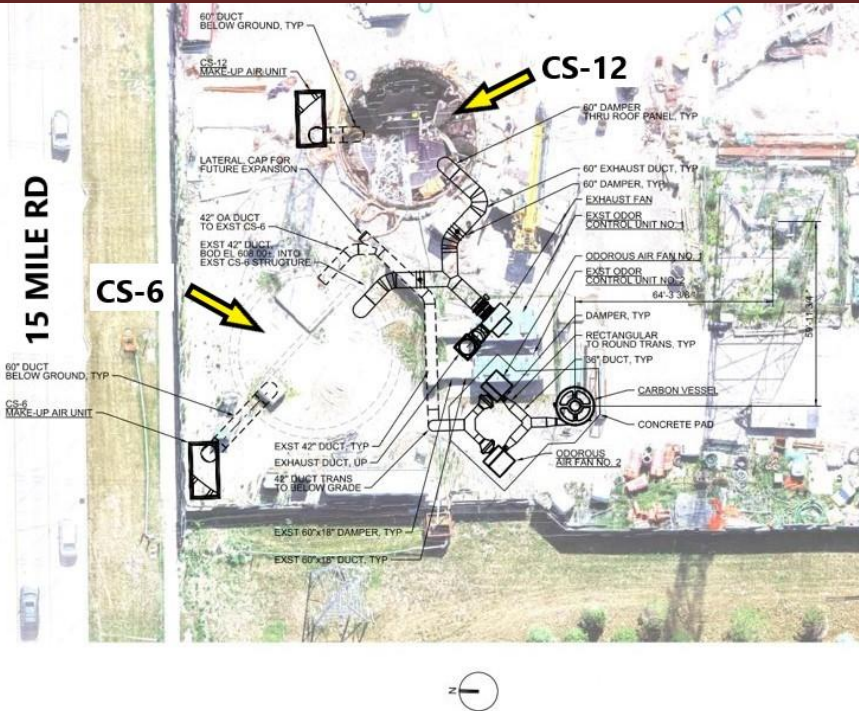 60" DUCT
BELOW GROUND, TYP
CS-12
MAKE-UP AIR UNIT
CS-12
60" DAMPER
THRU ROOF PANEL, TYP
LATERAL, CAP FOR
FUTURE EXPANSION
60" EXHAUST DUCT, TYP
60" DAMPER, TYP
EXHAUST FAN
EXST ODOR
CONTROL UNIT NO. 1
42" OA DUCT
TO EXST CS-6
EXST 42" DUCT,
BOD EL 608.00±, INTO
EXST CS-6 STRUCTURE
ODOROUS AIR FAN NO. 1
EXST ODOR
CONTROL UNIT NO. 2
64'-3 3/8"
15 MILE RD
CS-6
DAMPER, TYP
RECTANGULAR
TO ROUND TRANS, TYP
36" DUCT, TYP
60" DUCT
BELOW GROUND, TYP
CS-6
MAKE-UP AIR UNIT
CARBON VESSEL
CONCRETE PAD
EXST 42" DUCT, TYP
EXHAUST DUCT, UP
42" DUCT TRANS
TO BELOW GRADE
ODOROUS
AIR FAN NO. 2
EXST 60"x18" DAMPER, TYP
EXST 60"x18" DUCT, TYP
N